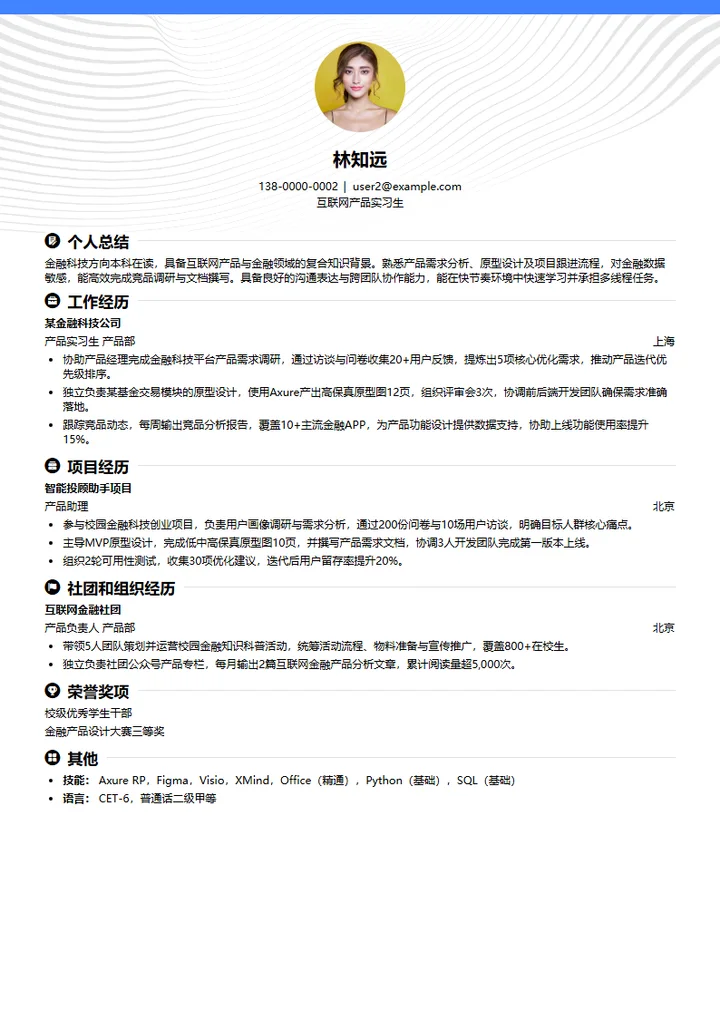 林知远
138-0000-0002 | user2@example.com
互联网产品实习生
个人总结
金融科技方向本科在读，具备互联网产品与金融领域的复合知识背景。熟悉产品需求分析、原型设计及项目跟进流程，对金融数据
敏感，能高效完成竞品调研与文档撰写。具备良好的沟通表达与跨团队协作能力，能在快节奏环境中快速学习并承担多线程任务。
工作经历
某金融科技公司
产品实习生 产品部 上海
• 协助产品经理完成金融科技平台产品需求调研，通过访谈与问卷收集20+用户反馈，提炼出5项核心优化需求，推动产品迭代优
先级排序。
• 独立负责某基金交易模块的原型设计，使用Axure产出高保真原型图12页，组织评审会3次，协调前后端开发团队确保需求准确
落地。
• 跟踪竞品动态，每周输出竞品分析报告，覆盖10+主流金融APP，为产品功能设计提供数据支持，协助上线功能使用率提升
15%。
项目经历
智能投顾助手项目
产品助理 北京
• 参与校园金融科技创业项目，负责用户画像调研与需求分析，通过200份问卷与10场用户访谈，明确目标人群核心痛点。
• 主导MVP原型设计，完成低中高保真原型图10页，并撰写产品需求文档，协调3人开发团队完成第一版本上线。
• 组织2轮可用性测试，收集30项优化建议，迭代后用户留存率提升20%。
社团和组织经历
互联网金融社团
产品负责人 产品部 北京
• 带领5人团队策划并运营校园金融知识科普活动，统筹活动流程、物料准备与宣传推广，覆盖800+在校生。
• 独立负责社团公众号产品专栏，每月输出2篇互联网金融产品分析文章，累计阅读量超5,000次。
荣誉奖项
校级优秀学生干部
金融产品设计大赛三等奖
其他
• 技能： Axure RP，Figma，Visio，XMind，Office（精通），Python（基础），SQL（基础）
• 语言： CET-6，普通话二级甲等